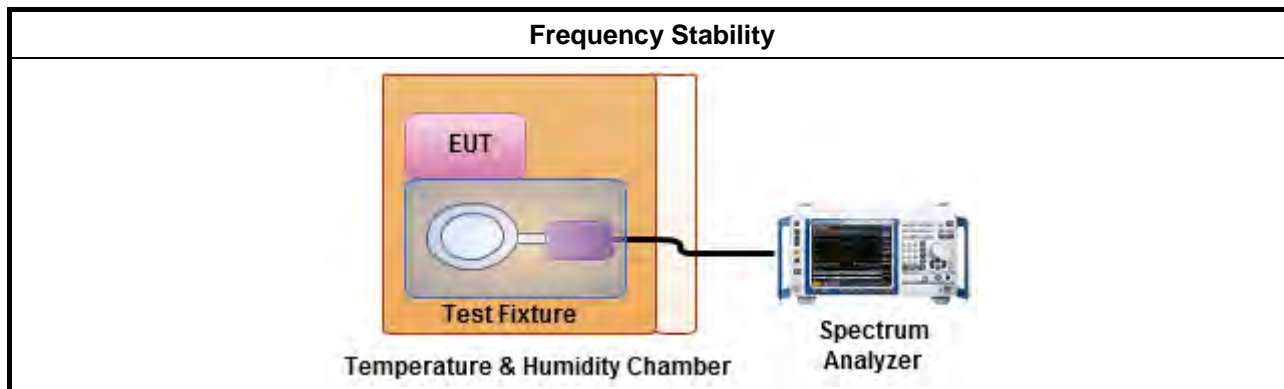 Frequency Stability
EUT
Test Fixture
Temperature & Humidity Chamber
Spectrum
Analyzer